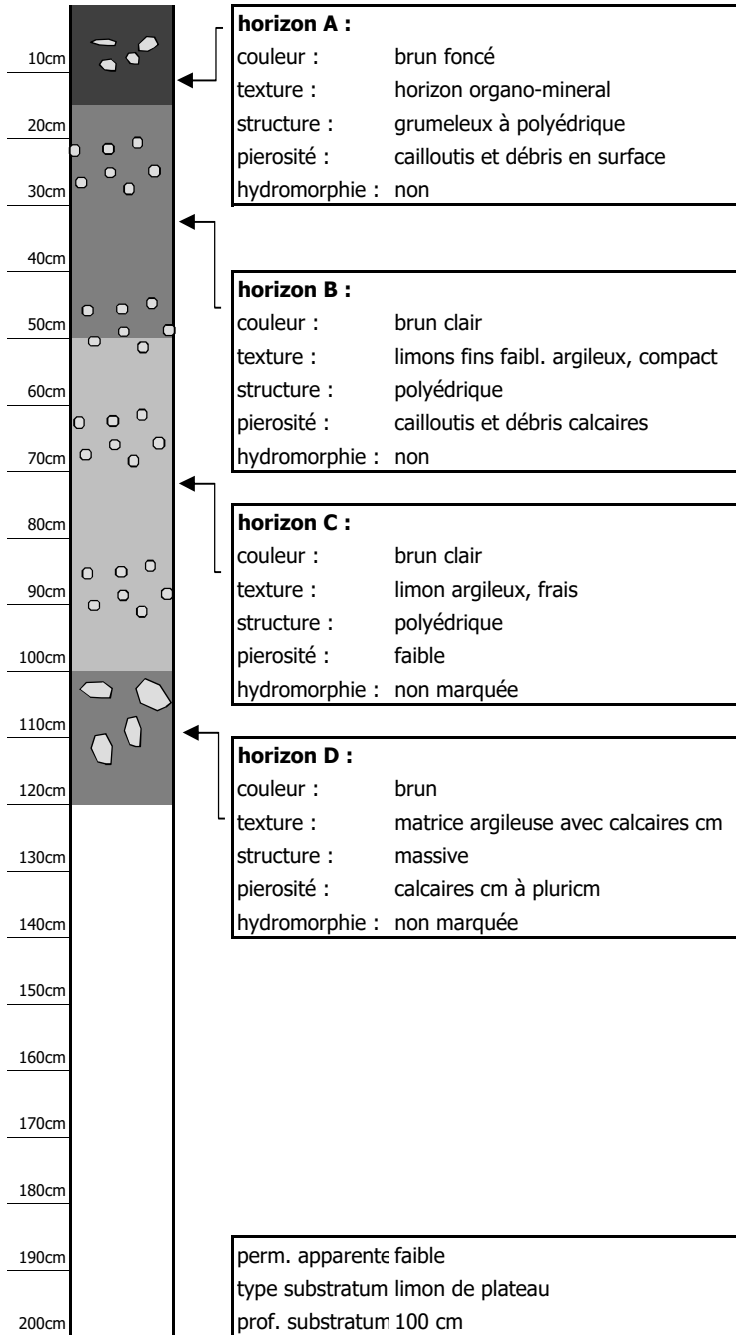 10cm
20cm
30cm
40cm
50cm
60cm
70cm
80cm
90cm
100cm
110cm
120cm
130cm
140cm
150cm
160cm
170cm
180cm
190cm
200cm
horizon A :
couleur : brun foncé
texture : horizon organo-mineral
structure : grumeleux à polyédrique
pierosité : cailloutis et débris en surface
hydromorphie : non
horizon B :
couleur : brun clair
texture : limons fins faibl. argileux, compact
structure : polyédrique
pierosité : cailloutis et débris calcaires
hydromorphie : non
horizon C :
couleur : brun clair
texture : limon argileux, frais
structure : polyédrique
pierosité : faible
hydromorphie : non marquée
horizon D :
couleur : brun
texture : matrice argileuse avec calcaires cm
structure : massive
pierosité : calcaires cm à pluricm
hydromorphie : non marquée
perm. apparente faible
type substratum limon de plateau
prof. substratum 100 cm